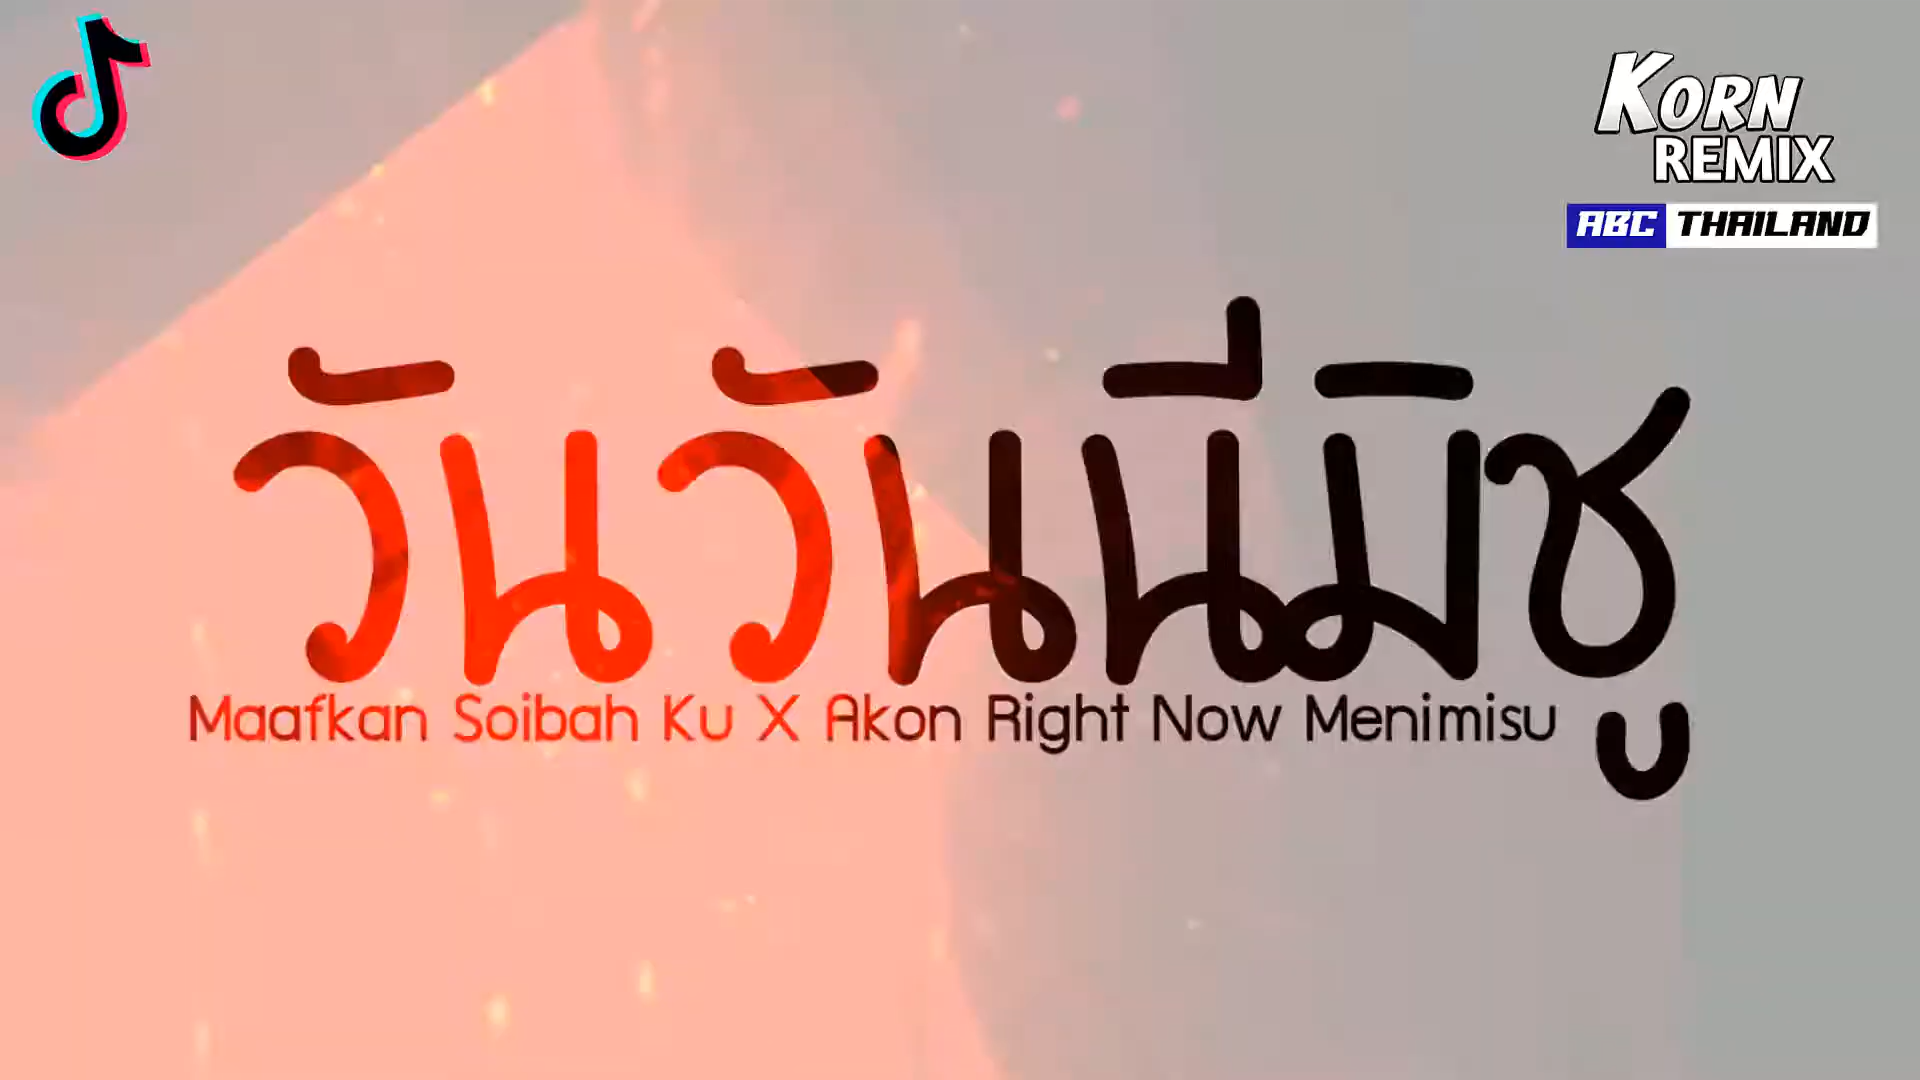 KORN
REMIX
ABC THAILAND
วันวันนี่มิชู
Maafkan Soibah Ku X Akon Right Now Menimisu